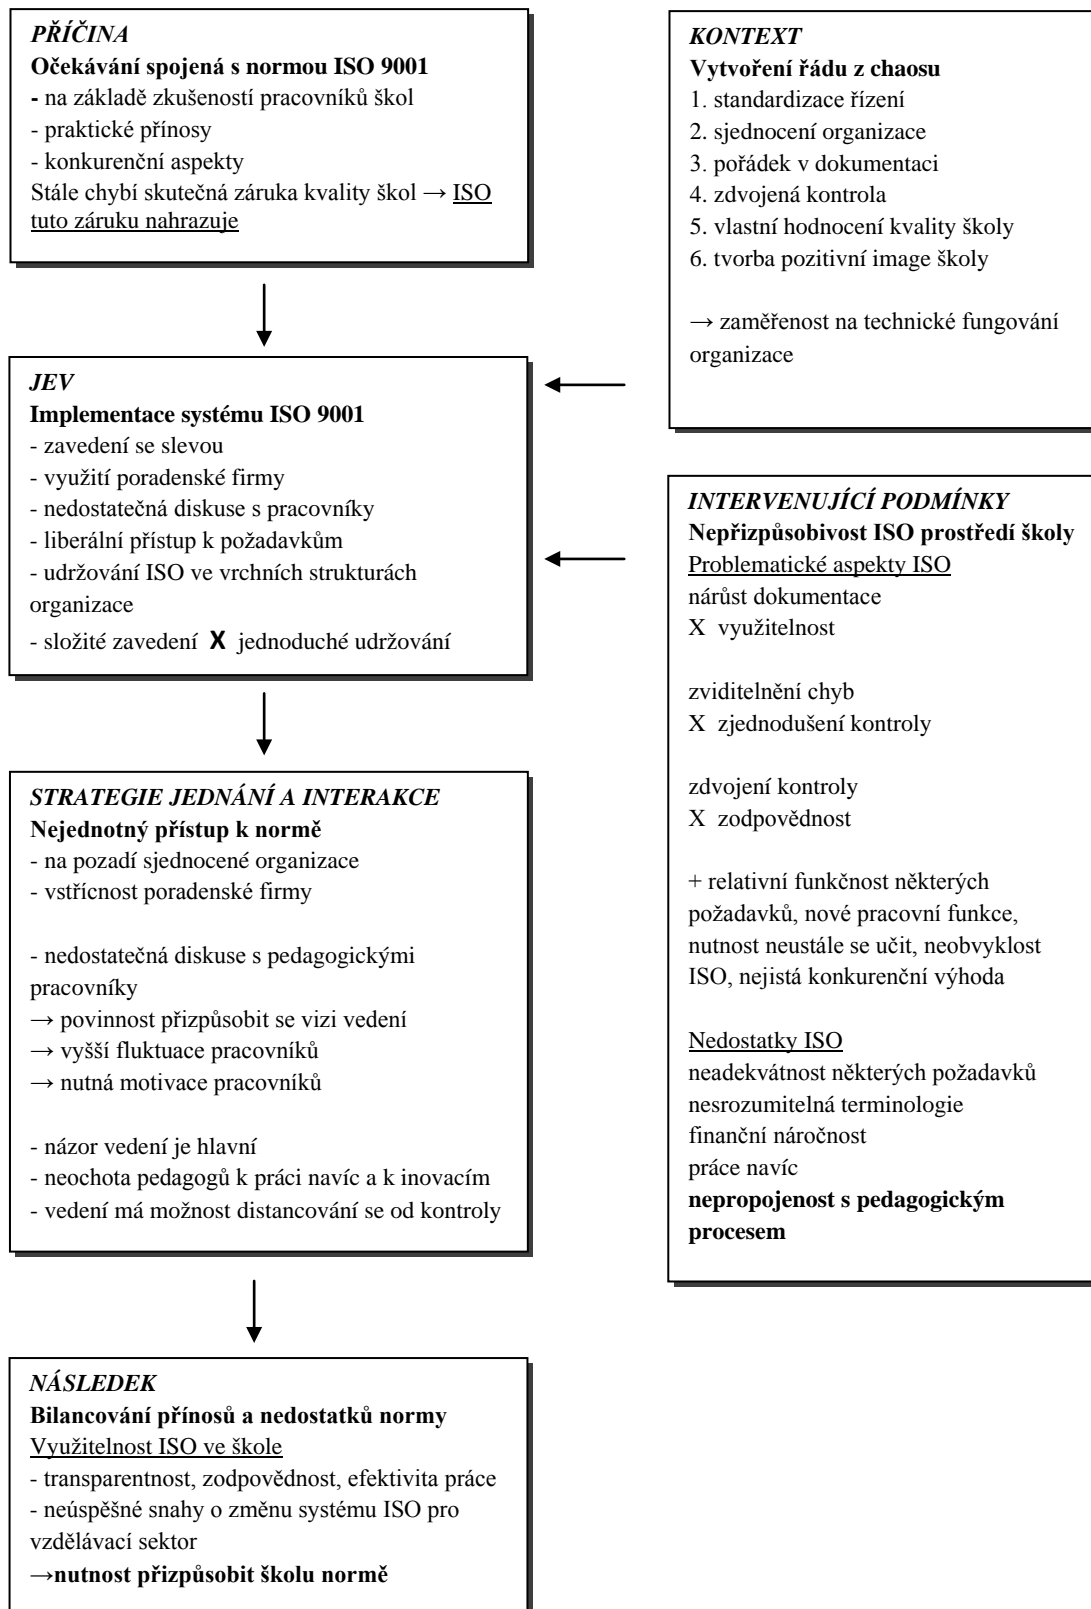 PŘÍČINA
Očekávání spojená s normou ISO 9001
- na základě zkušeností pracovníků škol
- praktické přínosy
- konkurenční aspekty
Stále chybí skutečná záruka kvality škol → ISO
tuto záruku nahrazuje
KONTEXT
Vytvoření řádu z chaosu
1. standardizace řízení
2. sjednocení organizace
3. pořádek v dokumentaci
4. zdvojená kontrola
5. vlastní hodnocení kvality školy
6. tvorba pozitivní image školy
→ zaměřenost na technické fungování
organizace
JEV
Implementace systému ISO 9001
- zavedení se slevou
- využití poradenské firmy
- nedostatečná diskuse s pracovníky
- liberální přístup k požadavkům
- udržování ISO ve vrchních strukturách
organizace
- složité zavedení X jednoduché udržování
INTERVENUJÍCÍ PODMÍNKY
Nepřizpůsobivost ISO prostředí školy
Problematické aspekty ISO
nárůst dokumentace
X využitelnost
zviditelnění chyb
X zjednodušení kontroly
zdvojení kontroly
X zodpovědnost
+ relativní funkčnost některých
požadavků, nové pracovní funkce,
nutnost neustále se učit, neobvyklost
ISO, nejistá konkurenční výhoda
Nedostatky ISO
neadekvátnost některých požadavků
nesrozumitelná terminologie
finanční náročnost
práce navíc
nepropojenost s pedagogickým
procesem
STRATEGIE JEDNÁNÍ A INTERAKCE
Nejednotný přístup k normě
- na pozadí sjednocené organizace
- vstřícnost poradenské firmy
- nedostatečná diskuse s pedagogickými
pracovníky
→ povinnost přizpůsobit se vizi vedení
→ vyšší fluktuace pracovníků
→ nutná motivace pracovníků
- názor vedení je hlavní
- neochota pedagogů k práci navíc a k inovacím
- vedení má možnost distancování se od kontroly
NÁSLEDEK
Bilancování přínosů a nedostatků normy
Využitelnost ISO ve škole
- transparentnost, zodpovědnost, efektivita práce
- neúspěšné snahy o změnu systému ISO pro
vzdělávací sektor
→nutnost přizpůsobit školu normě